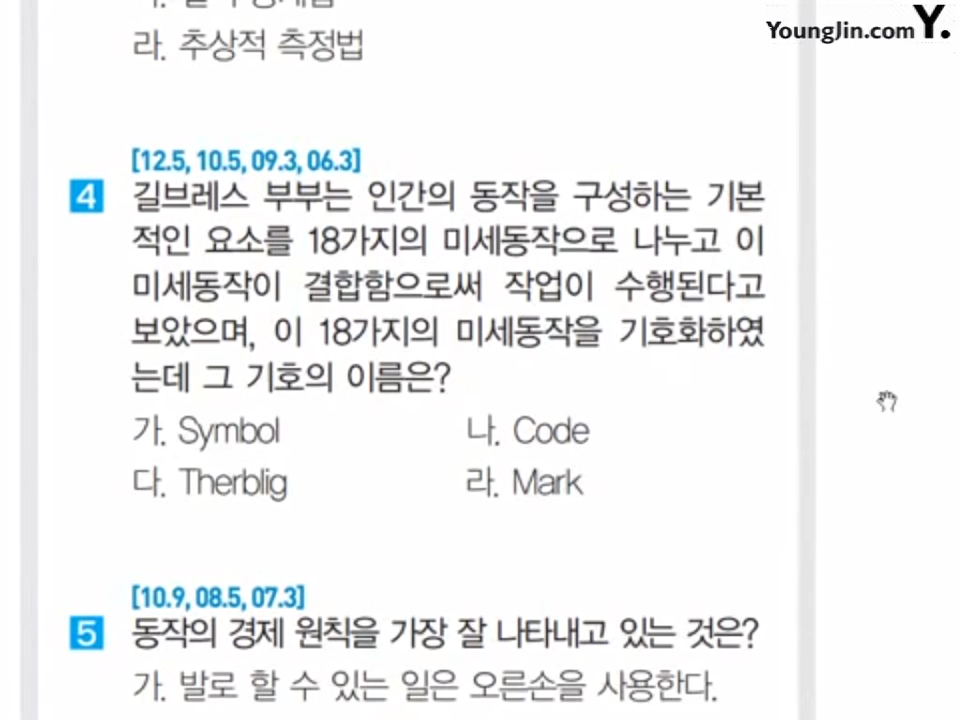 YoungJin.com Y.
라. 추상적 측정법
[12.5, 10.5, 09.3, 06.3]
4 길브레스 부부는 인간의 동작을 구성하는 기본
적인 요소를 18가지의 미세동작으로 나누고 이
미세동작이 결합함으로써 작업이 수행된다고
보았으며, 이 18가지의 미세동작을 기호화하였
는데 그 기호의 이름은?
가. Symbol 나. Code
다. Therblig 라. Mark
[10.9, 08.5, 07.3]
5 동작의 경제 원칙을 가장 잘 나타내고 있는 것은?
가. 발로 할 수 있는 일은 오른손을 사용한다.